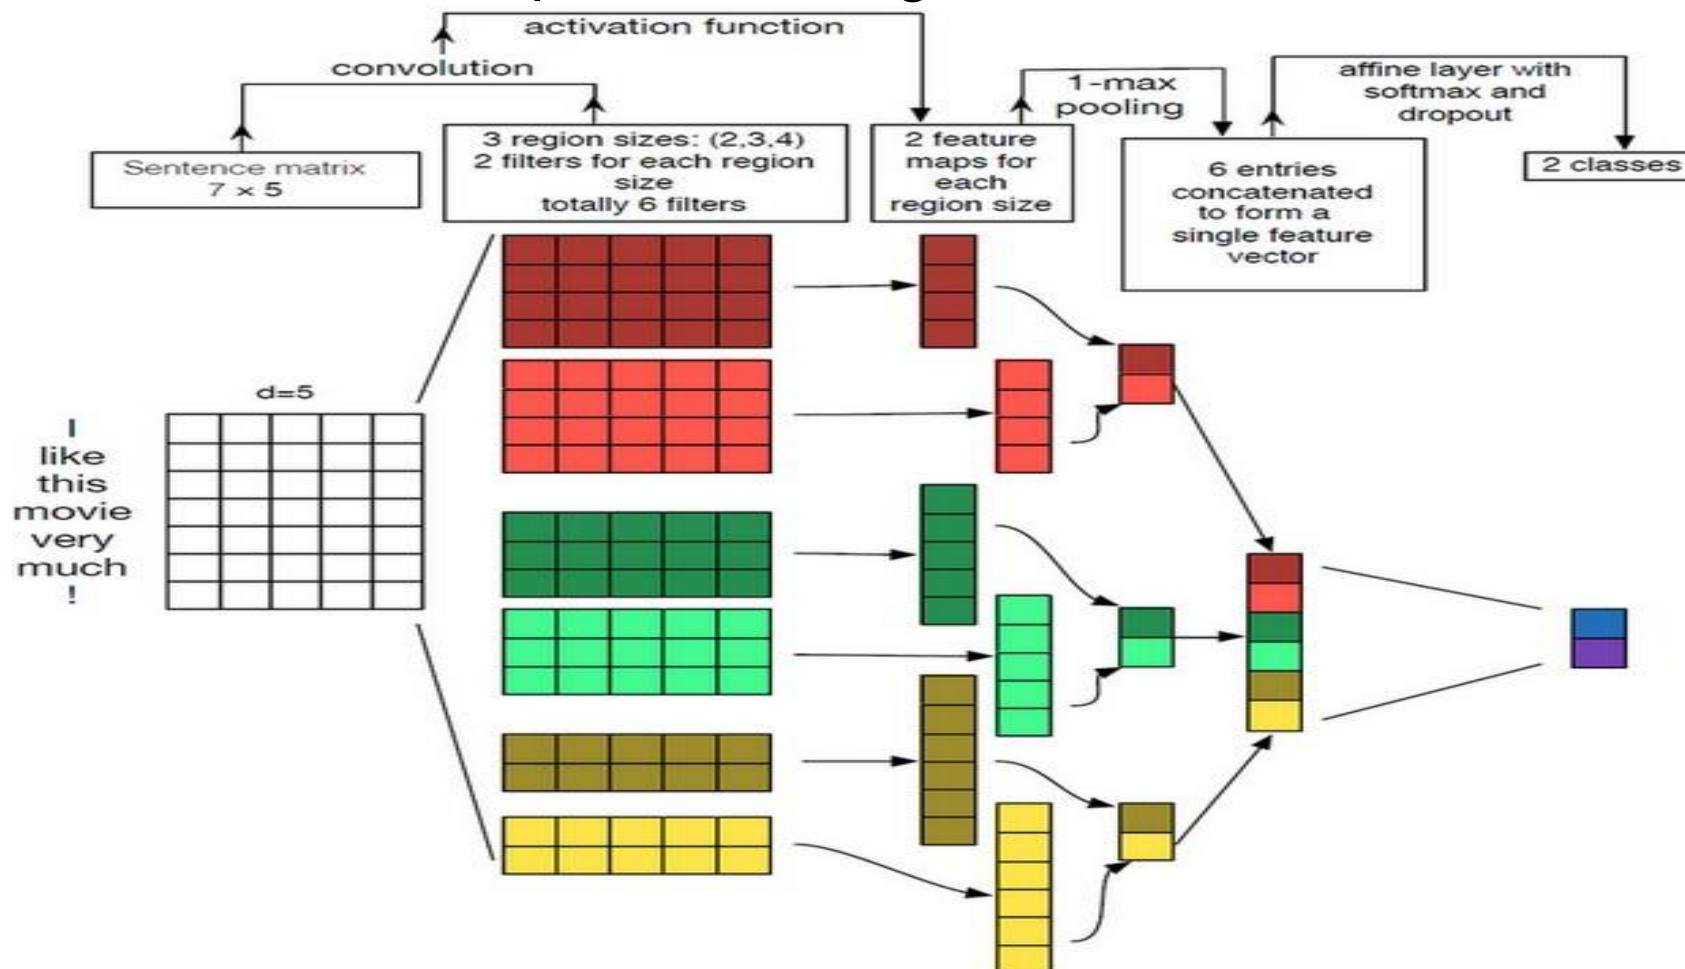 activation function
convolution
1-max
pooling
affine layer with
softmax and
dropout
Sentence matrix
7 × 5
3 region sizes: (2,3,4)
2 filters for each region
size
totally 6 filters
2 feature
maps for
each
region size
6 entries
concatenated
to form a
single feature
vector
2 classes
d=5
I
like
this
movie
very
much
!